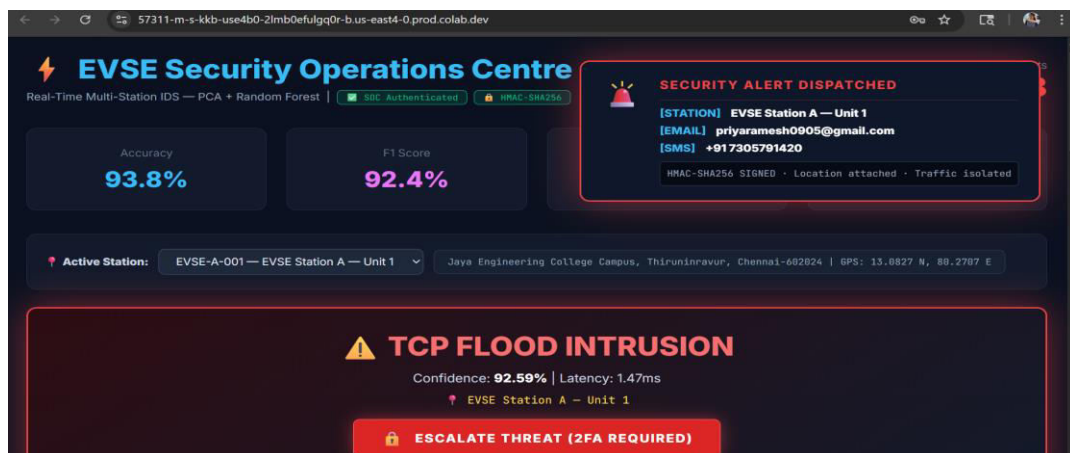 57311-m-s-kkb-use4b0-2lmb0efulgq0r-b.us-east4-0.prod.colab.dev
EVSE Security Operations Centre
Real-Time Multi-Station IDS — PCA + Random Forest | SOC Authenticated HMAC-SHA256
SECURITY ALERT DISPATCHED
[STATION] EVSE Station A — Unit 1
[EMAIL] priyaramesh0905@gmail.com
[SMS] +917305791420
HMAC-SHA256 SIGNED · Location attached · Traffic isolated
Accuracy
93.8%
F1 Score
92.4%
Active Station: EVSE-A-001 — EVSE Station A — Unit 1 Jaya Engineering College Campus, Thiruninravur, Chennai-602024 | GPS: 13.0827 N, 80.2707 E
TCP FLOOD INTRUSION
Confidence: 92.59% | Latency: 1.47ms
EVSE Station A — Unit 1
ESCALATE THREAT (2FA REQUIRED)